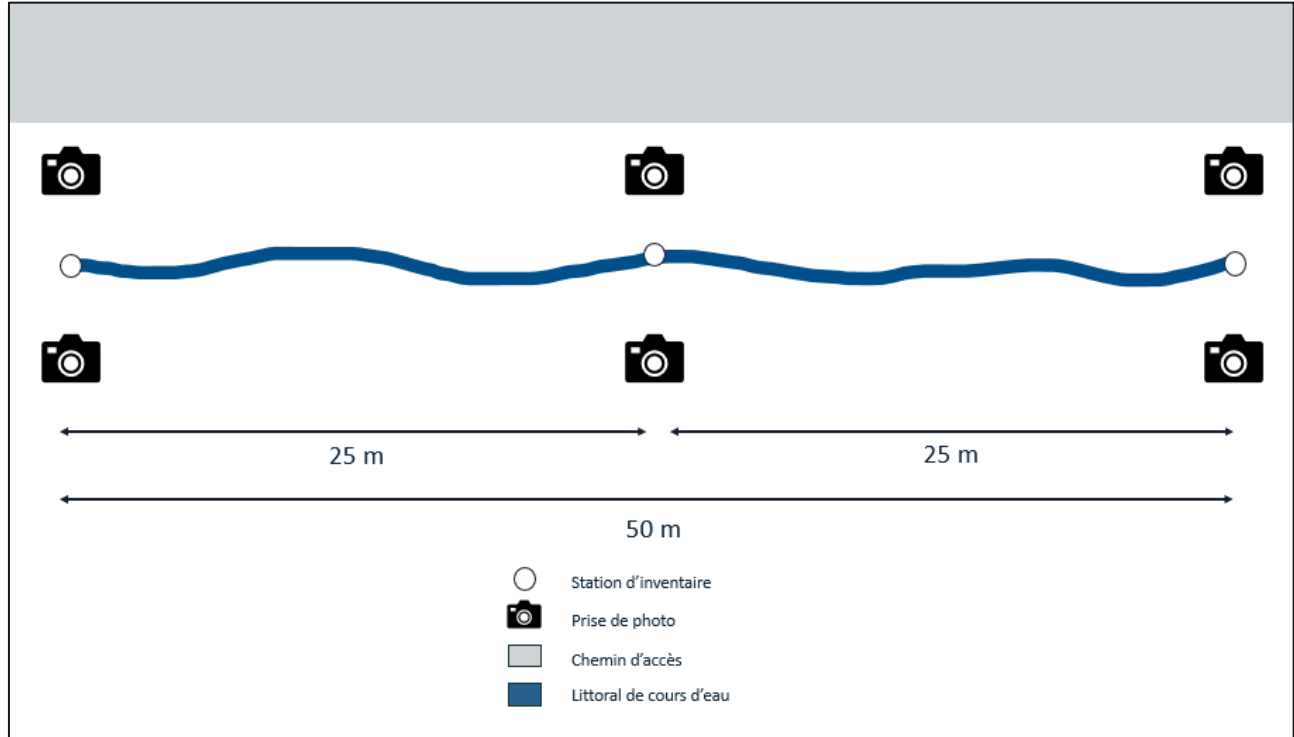 25 m
25 m
50 m
Station d’inventaire
Prise de photo
Chemin d’accès
Littoral de cours d’eau